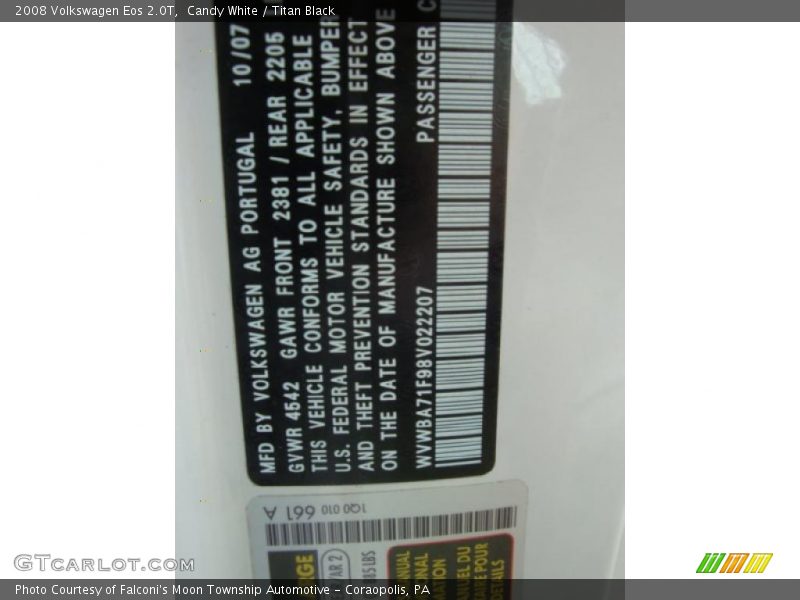 2008 Volkswagen Eos 2.0T,  Candy White / Titan Black
MFD BY VOLKSWAGEN AG PORTUGAL 10/07
GVWR 4542 GAWR FRONT 2381 / REAR 2205
THIS VEHICLE CONFORMS TO ALL APPLICABLE
U.S. FEDERAL MOTOR VEHICLE SAFETY, BUMPER
AND THEFT PREVENTION STANDARDS IN EFFECT
ON THE DATE OF MANUFACTURE SHOWN ABOVE
WVWBA71F98V022207 PASSENGER C
1Q0 010 661 A
GTCarLot.com
Photo Courtesy of Falconi's Moon Township Automotive - Coraopolis, PA